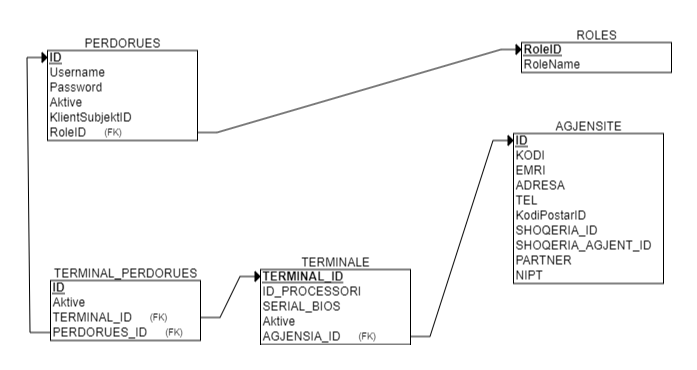 PERDORUES
ID
Username
Password
Aktive
KlientSubjektID
RoleID (FK)
ROLES
RoleID
RoleName
AGJENSITE
ID
KODI
EMRI
ADRESA
TEL
KodiPostarID
SHOQERIA_ID
SHOQERIA_AGJENT_ID
PARTNER
NIPT
TERMINAL_PERDORUES
ID
Aktive
TERMINAL_ID (FK)
PERDORUES_ID (FK)
TERMINALE
TERMINAL_ID
ID_PROCESSORI
SERIAL_BIOS
Aktive
AGJENSIA_ID (FK)